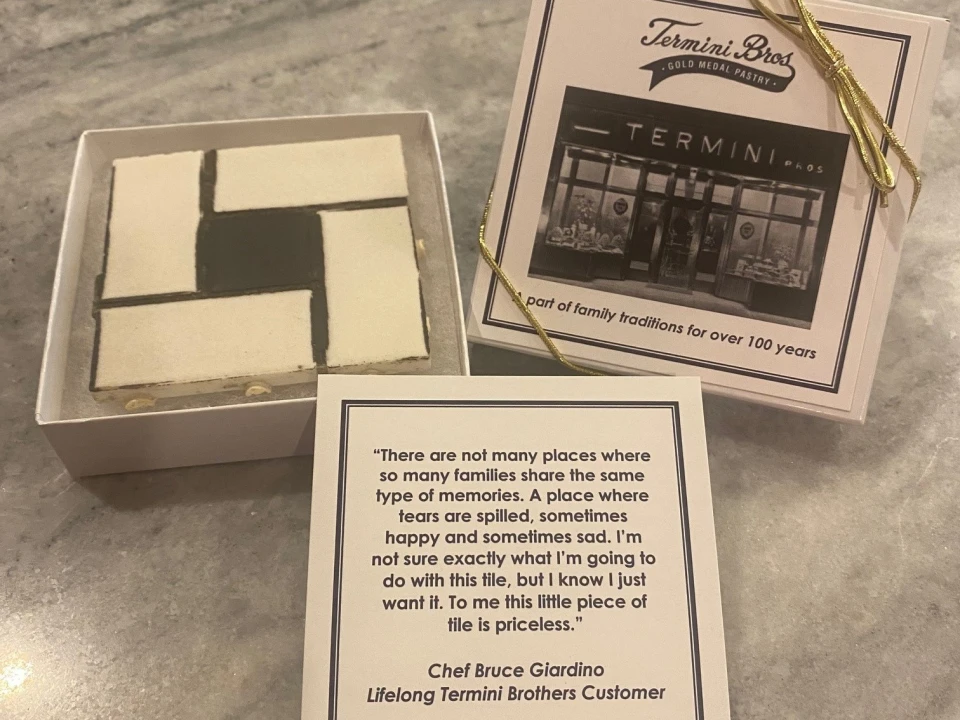 Termini Bros
• GOLD MEDAL PASTRY •
TERMINI BROS
A part of family traditions for over 100 years
“There are not many places where
so many families share the same
type of memories. A place where
tears are spilled, sometimes
happy and sometimes sad. I’m
not sure exactly what I’m going to
do with this tile, but I know I just
want it. To me this little piece of
tile is priceless.”
Chef Bruce Giardino
Lifelong Termini Brothers Customer